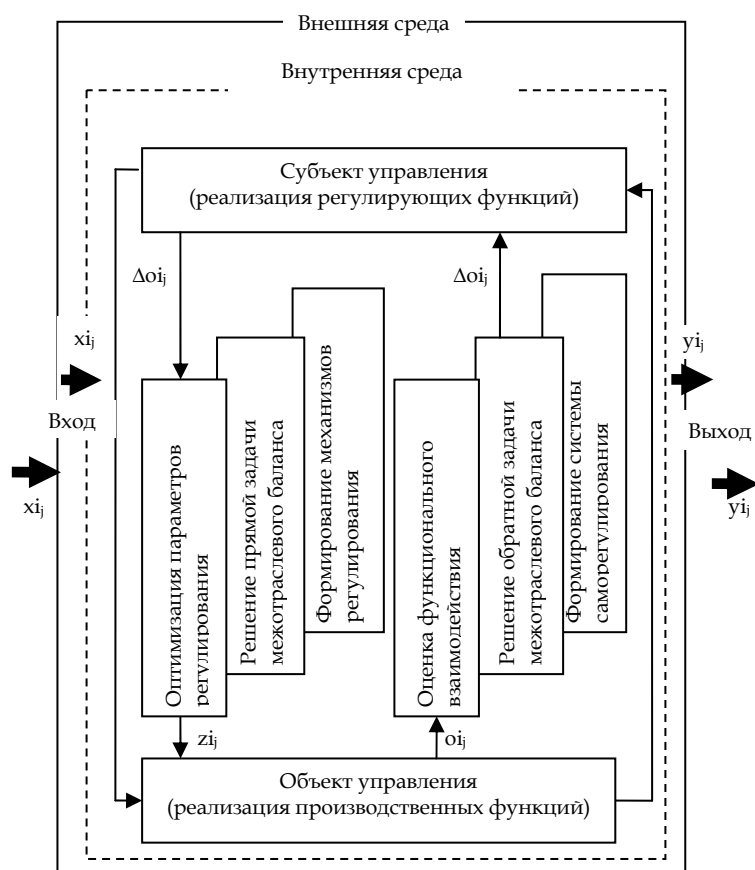 Внешняя среда
Внутренняя среда
Субъект управления
(реализация регулирующих функций)
Δoiⱼ
Δoiⱼ
xiⱼ
yiⱼ
Вход
Выход
xiⱼ
yiⱼ
Оптимизация параметров
регулирования
Решение прямой задачи
межотраслевого баланса
Формирование механизмов
регулирования
Оценка функционального
взаимодействия
Решение обратной задачи
межотраслевого баланса
Формирование системы
саморегулирования
ziⱼ
oiⱼ
Объект управления
(реализация производственных функций)